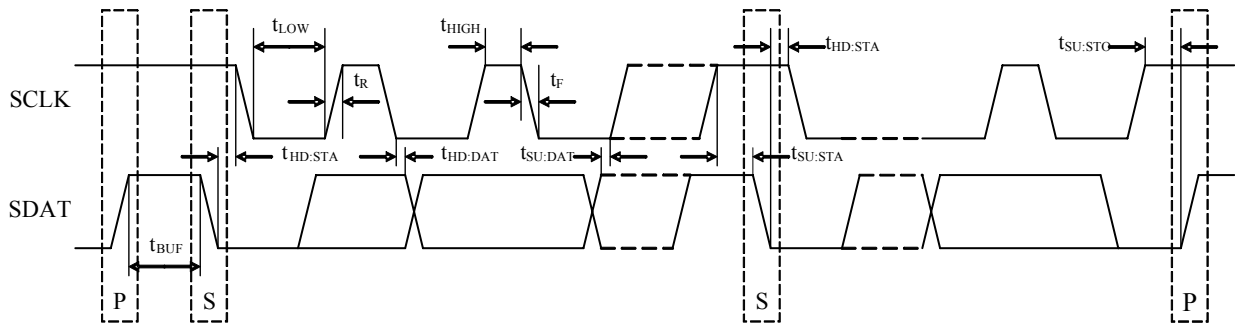 tLOW
tHIGH
tHD:STA
tSU:STO
tR
tF
SCLK
tHD:STA
tHD:DAT
tSU:DAT
tSU:STA
SDAT
tBUF
P
S
S
P